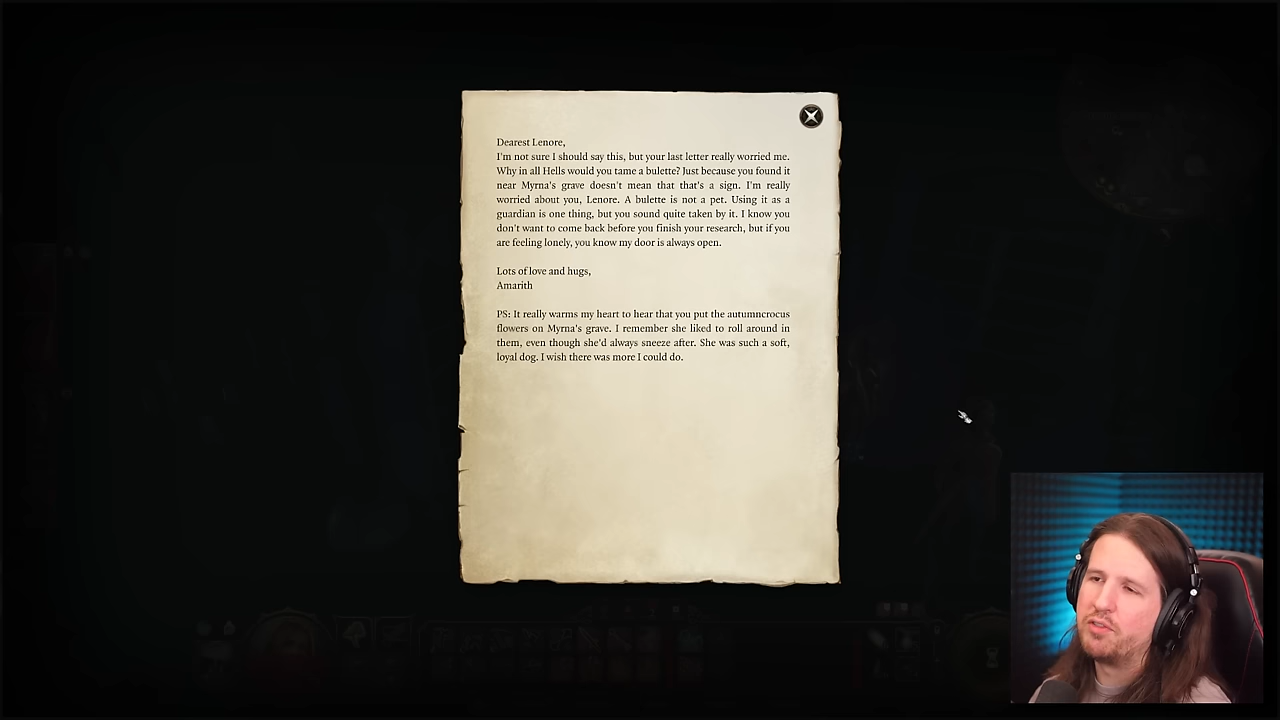 Dearest Lenore,
I'm not sure I should say this, but your last letter really worried me.
Why in all Hells would you tame a bulette? Just because you found it
near Myrna's grave doesn't mean that that's a sign. I'm really
worried about you, Lenore. A bulette is not a pet. Using it as a
guardian is one thing, but you sound quite taken by it. I know you
don't want to come back before you finish your research, but if you
are feeling lonely, you know my door is always open.
Lots of love and hugs,
Amarith
PS: It really warms my heart to hear that you put the autumncrocus
flowers on Myrna's grave. I remember she liked to roll around in
them, even though she'd always sneeze after. She was such a soft,
loyal dog. I wish there was more I could do.